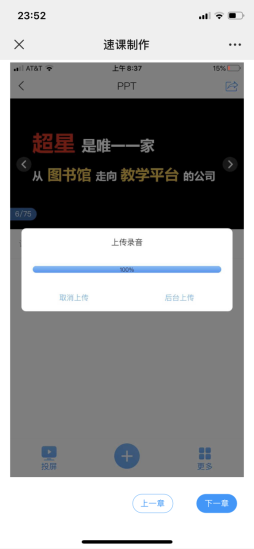 23:52
速课制作
AT&T 上午 8:37 15%
PPT
超星 是唯一一家
从 图书馆 走向 教学平台 的公司
6/75
上传录音
100%
取消上传 后台上传
投屏 更多
上一章 下一章